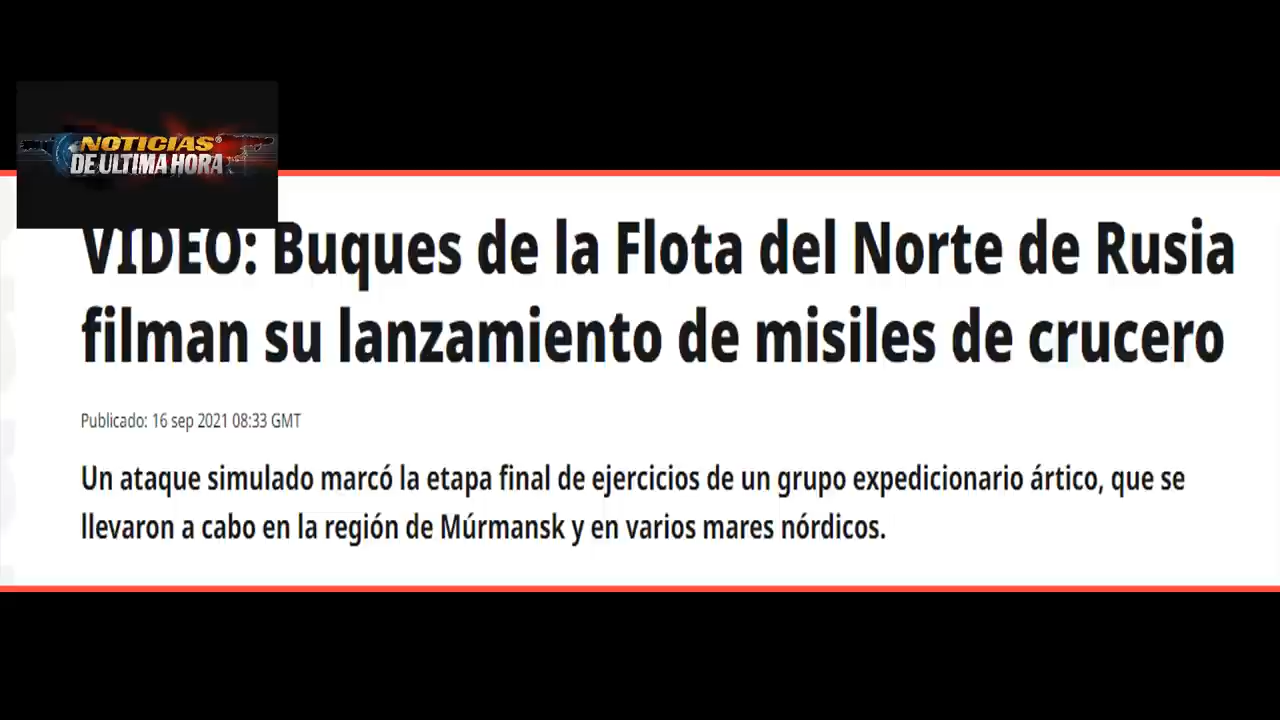 NOTICIAS®
DE ULTIMA HORA
VIDEO: Buques de la Flota del Norte de Rusia
filman su lanzamiento de misiles de crucero
Publicado: 16 sep 2021 08:33 GMT
Un ataque simulado marcó la etapa final de ejercicios de un grupo expedicionario ártico, que se
llevaron a cabo en la región de Múrmansk y en varios mares nórdicos.